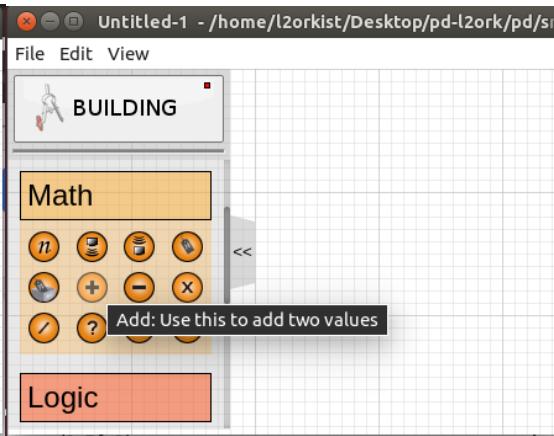 Untitled-1 - /home/l2orkist/Desktop/pd-l2ork/pd/s
File Edit View
BUILDING
Math
n
<<
+ − x
/ ?
Add: Use this to add two values
Logic